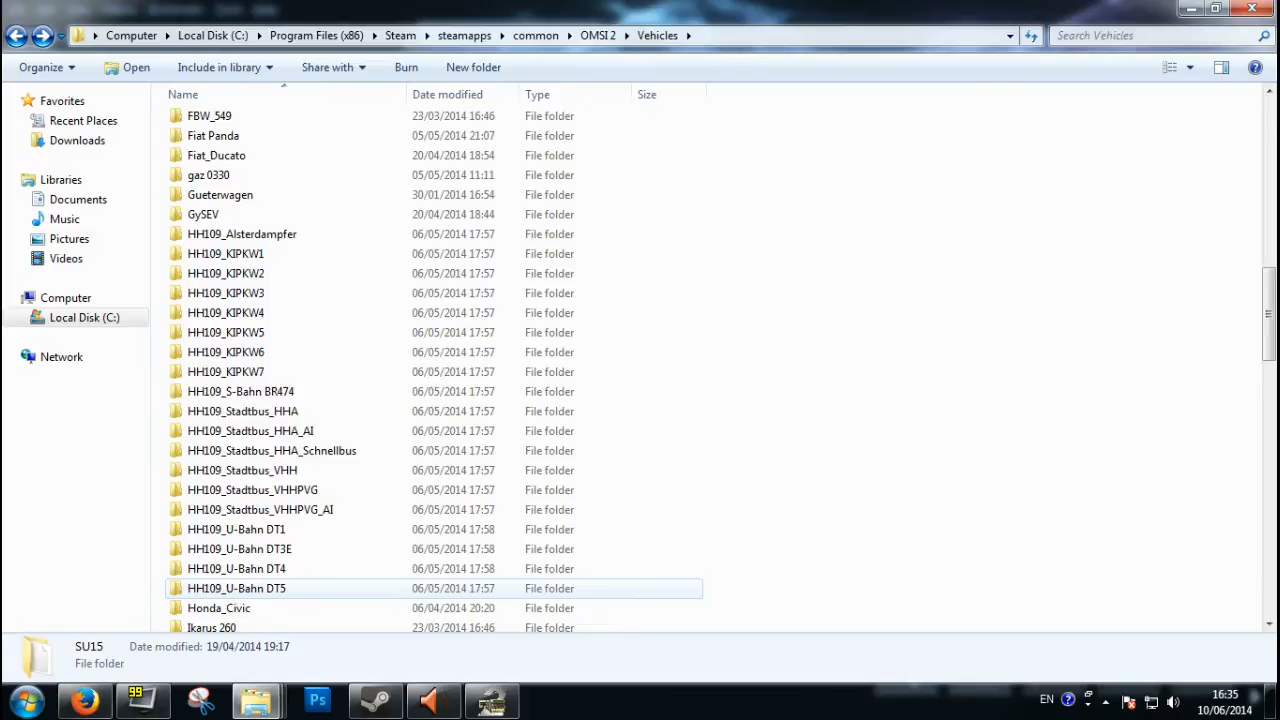 Computer Local Disk (C:) Program Files (x86) Steam steamapps common OMSI 2 Vehicles Search Vehicles
Organize Open Include in library Share with Burn New folder
Name Date modified Type Size
Favorites
Recent Places
Downloads
Libraries
Documents
Music
Pictures
Videos
Computer
Local Disk (C:)
Network
FBW_549 23/03/2014 16:46 File folder
Fiat Panda 05/05/2014 21:07 File folder
Fiat_Ducato 20/04/2014 18:54 File folder
gaz 0330 05/05/2014 11:11 File folder
Gueterwagen 30/01/2014 16:54 File folder
GySEV 20/04/2014 18:44 File folder
HH109_Alsterdampfer 06/05/2014 17:57 File folder
HH109_KIPKW1 06/05/2014 17:57 File folder
HH109_KIPKW2 06/05/2014 17:57 File folder
HH109_KIPKW3 06/05/2014 17:57 File folder
HH109_KIPKW4 06/05/2014 17:57 File folder
HH109_KIPKW5 06/05/2014 17:57 File folder
HH109_KIPKW6 06/05/2014 17:57 File folder
HH109_KIPKW7 06/05/2014 17:57 File folder
HH109_S-Bahn BR474 06/05/2014 17:57 File folder
HH109_Stadtbus_HHA 06/05/2014 17:57 File folder
HH109_Stadtbus_HHA_AI 06/05/2014 17:57 File folder
HH109_Stadtbus_HHA_Schnellbus 06/05/2014 17:57 File folder
HH109_Stadtbus_VHH 06/05/2014 17:57 File folder
HH109_Stadtbus_VHHPVG 06/05/2014 17:57 File folder
HH109_Stadtbus_VHHPVG_AI 06/05/2014 17:57 File folder
HH109_U-Bahn DT1 06/05/2014 17:58 File folder
HH109_U-Bahn DT3E 06/05/2014 17:58 File folder
HH109_U-Bahn DT4 06/05/2014 17:58 File folder
HH109_U-Bahn DT5 06/05/2014 17:57 File folder
Honda_Civic 06/04/2014 20:20 File folder
Ikarus 260 23/03/2014 16:46 File folder
SU15 Date modified: 19/04/2014 19:17
File folder
99
Ps
EN
16:35
10/06/2014